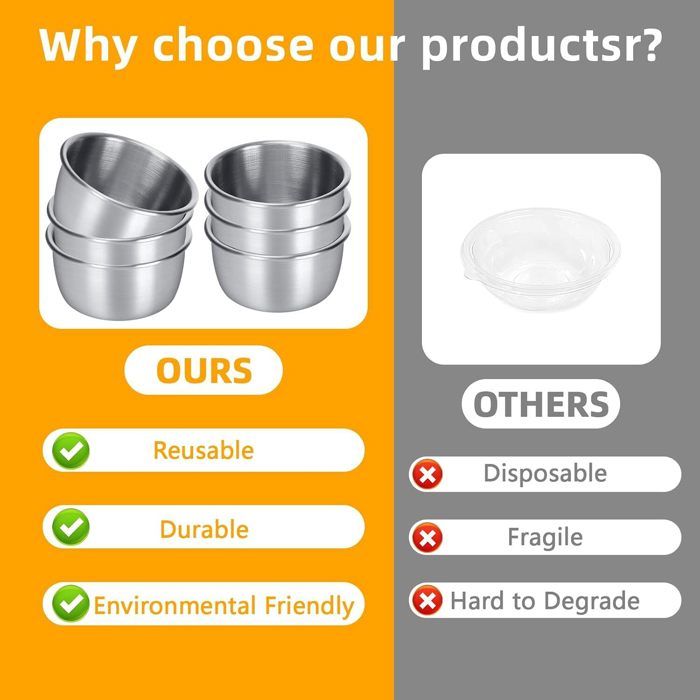 Why choose our productsr?
OURS
OTHERS
Reusable
Durable
Environmental Friendly
Disposable
Fragile
Hard to Degrade